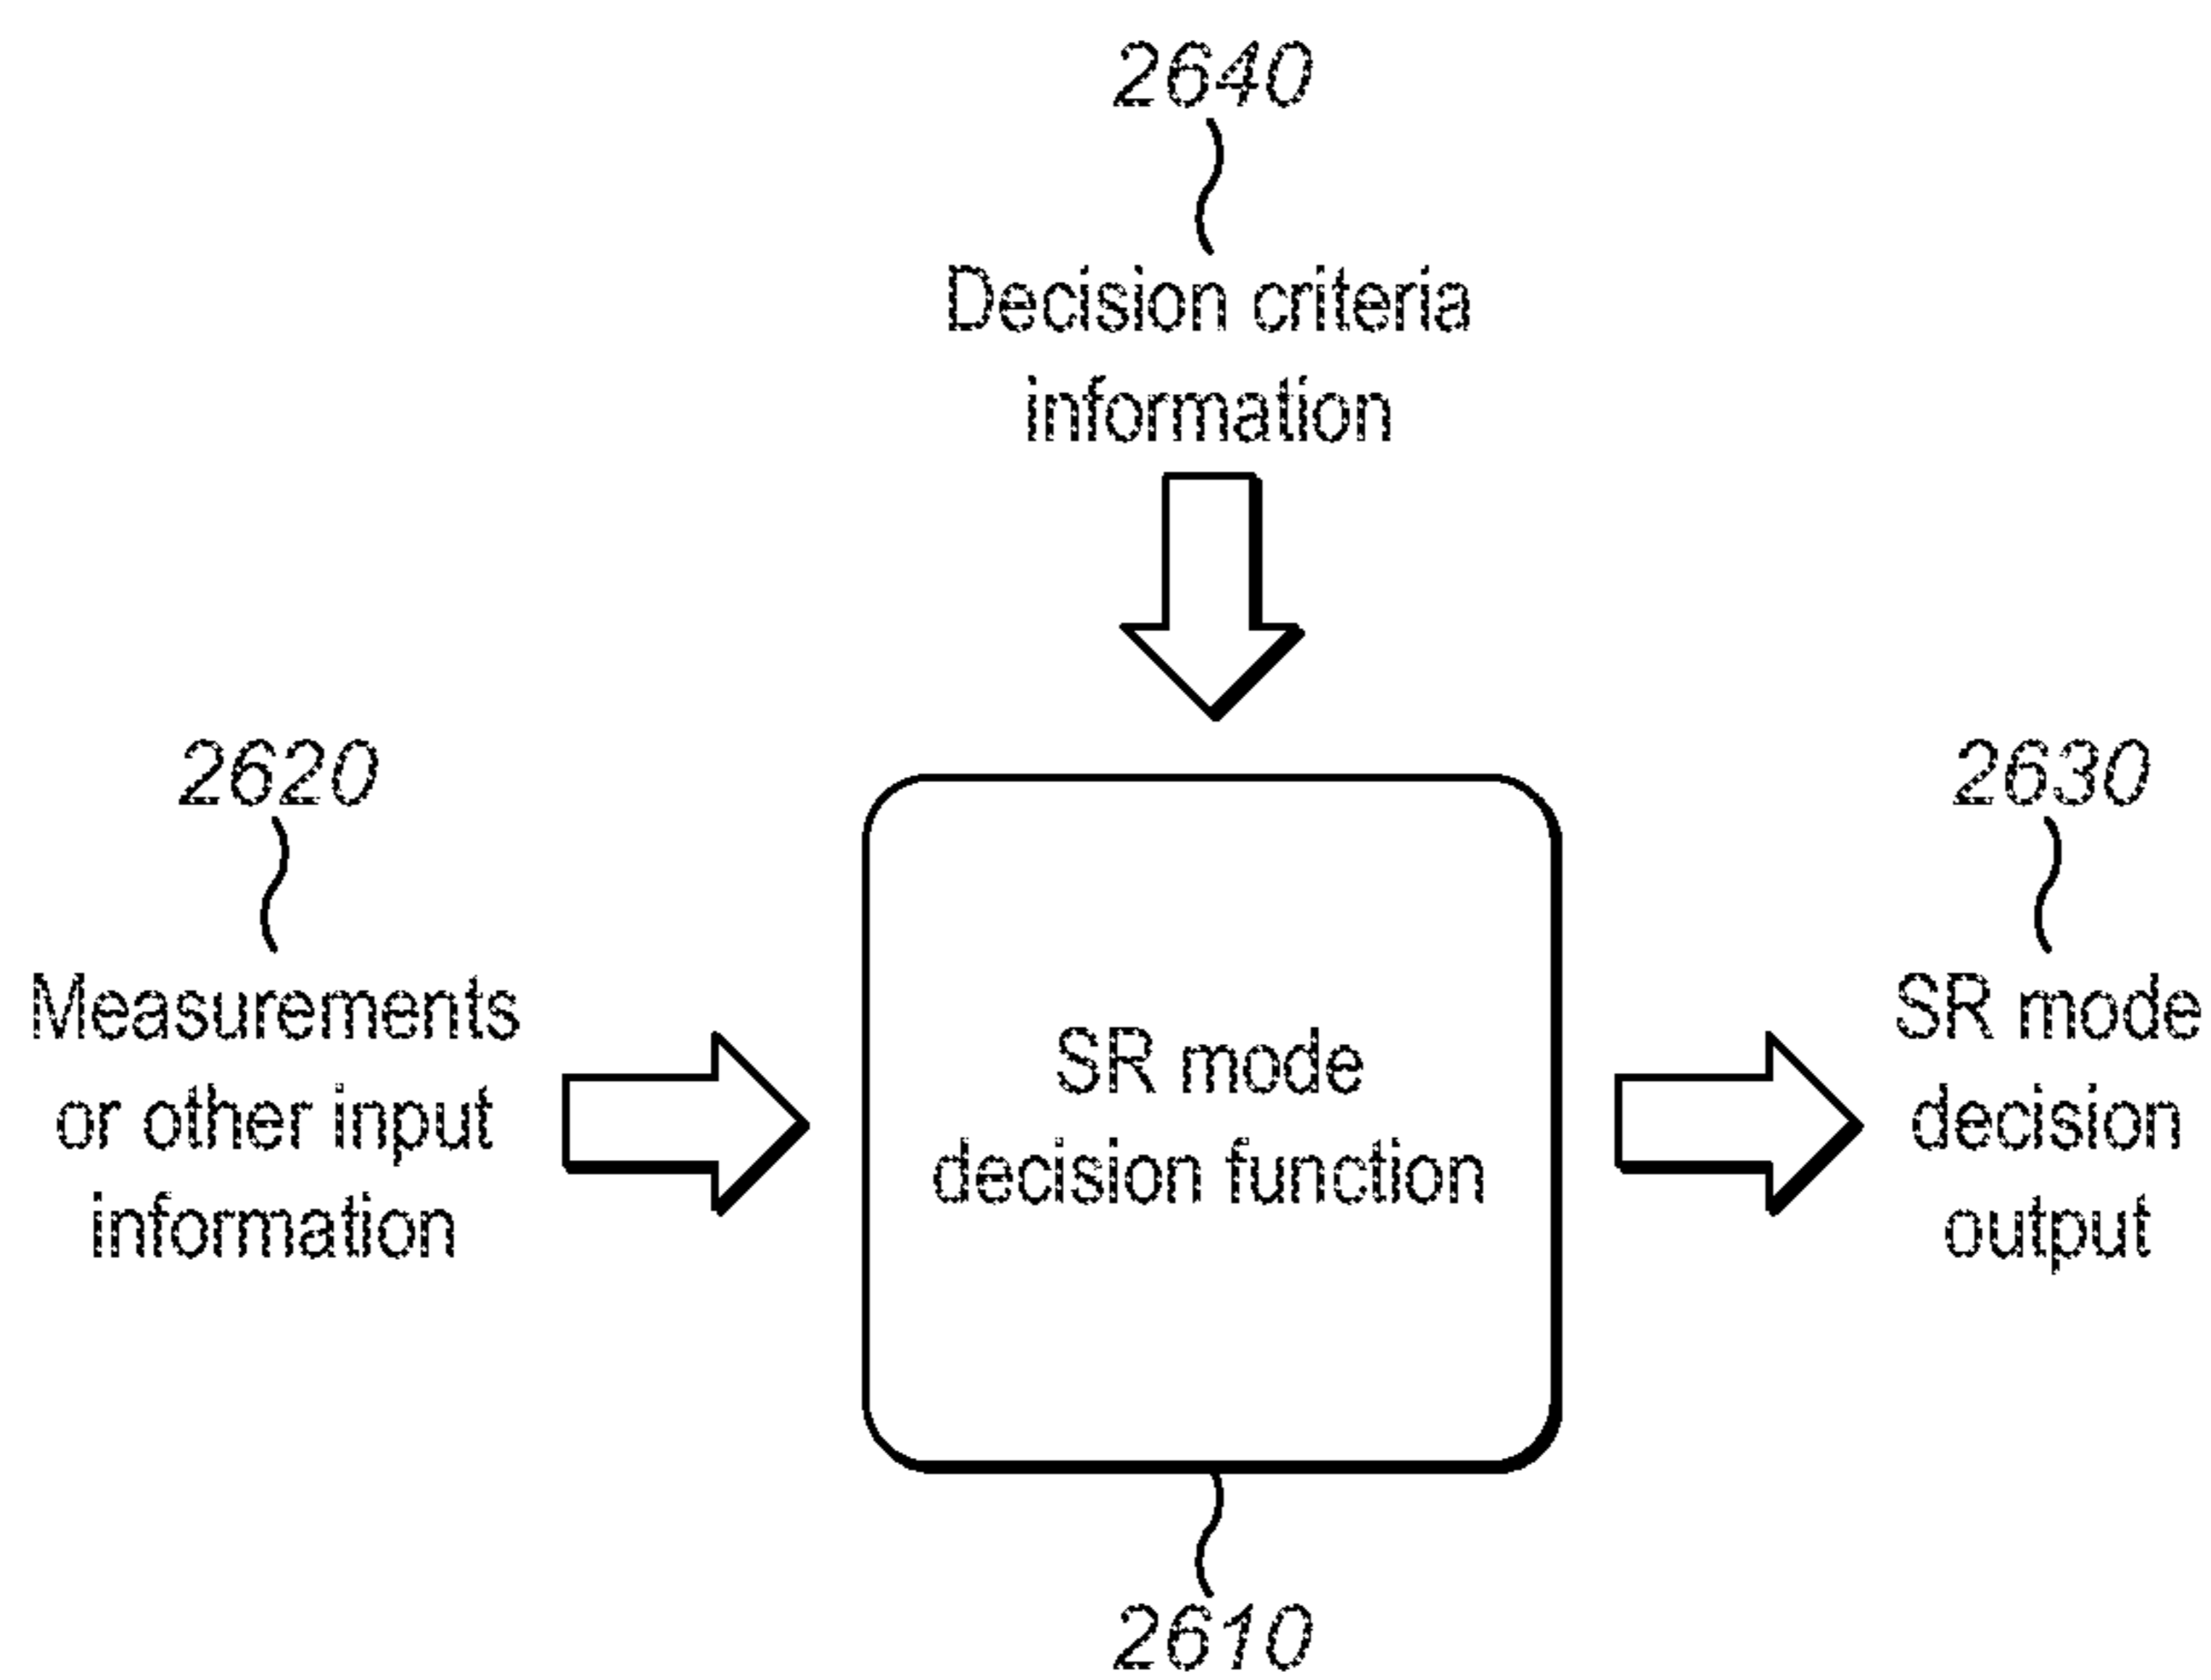 2640
Decision criteria
information
2620
Measurements
or other input
information
SR mode
decision function
2630
SR mode
decision
output
2610